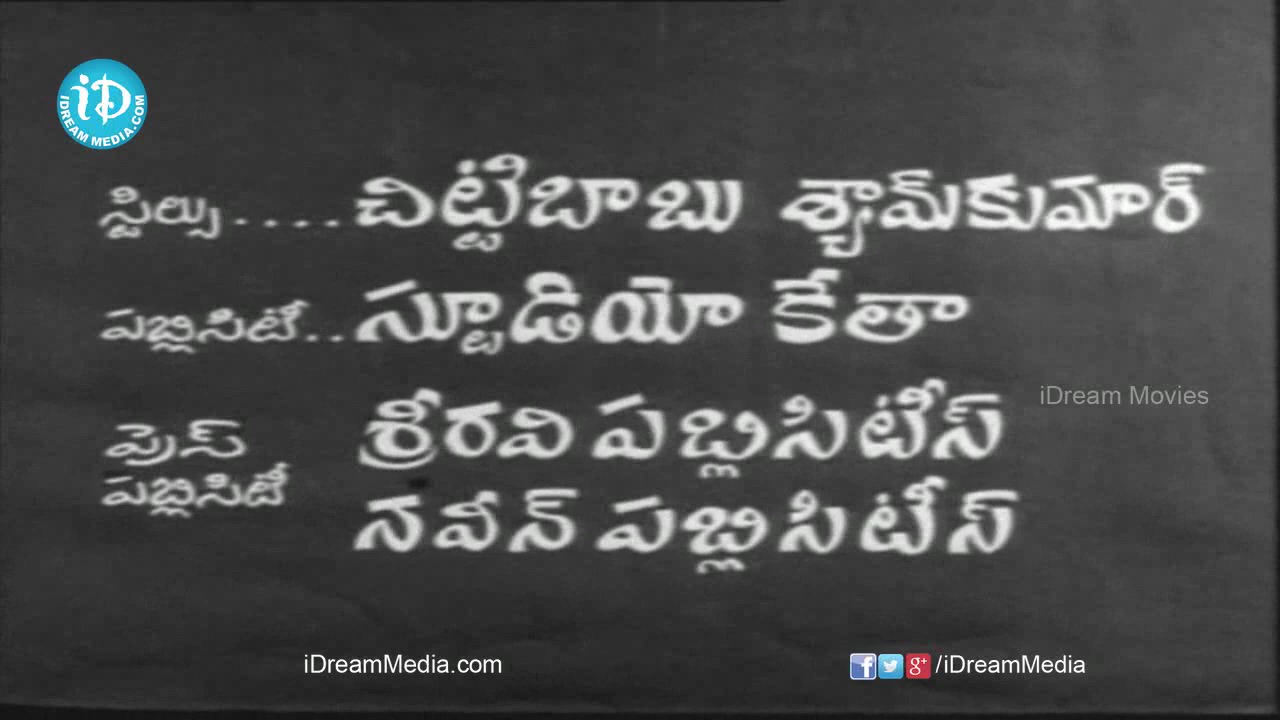 iD
IDREAM MEDIA.COM
స్టిల్సు....చిట్టిబాబు శ్యామ్‌కుమార్
పబ్లిసిటీ..స్టూడియో కేతా
శ్రీరవి పబ్లిసిటీస్
iDream Movies
ప్రెస్
పబ్లిసిటీ
నవీన్ పబ్లిసిటీస్
iDreamMedia.com
/iDreamMedia